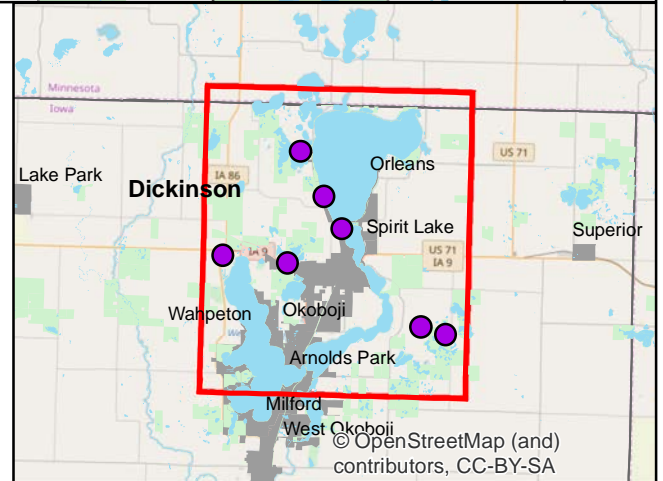 Minnesota
Iowa
US 71
Orleans
Lake Park
IA 86
Dickinson
Spirit Lake
Superior
IA 9
US 71
IA 9
Wahpeton
Okoboji
Arnolds Park
Milford
West Okoboji
© OpenStreetMap (and)
contributors, CC-BY-SA